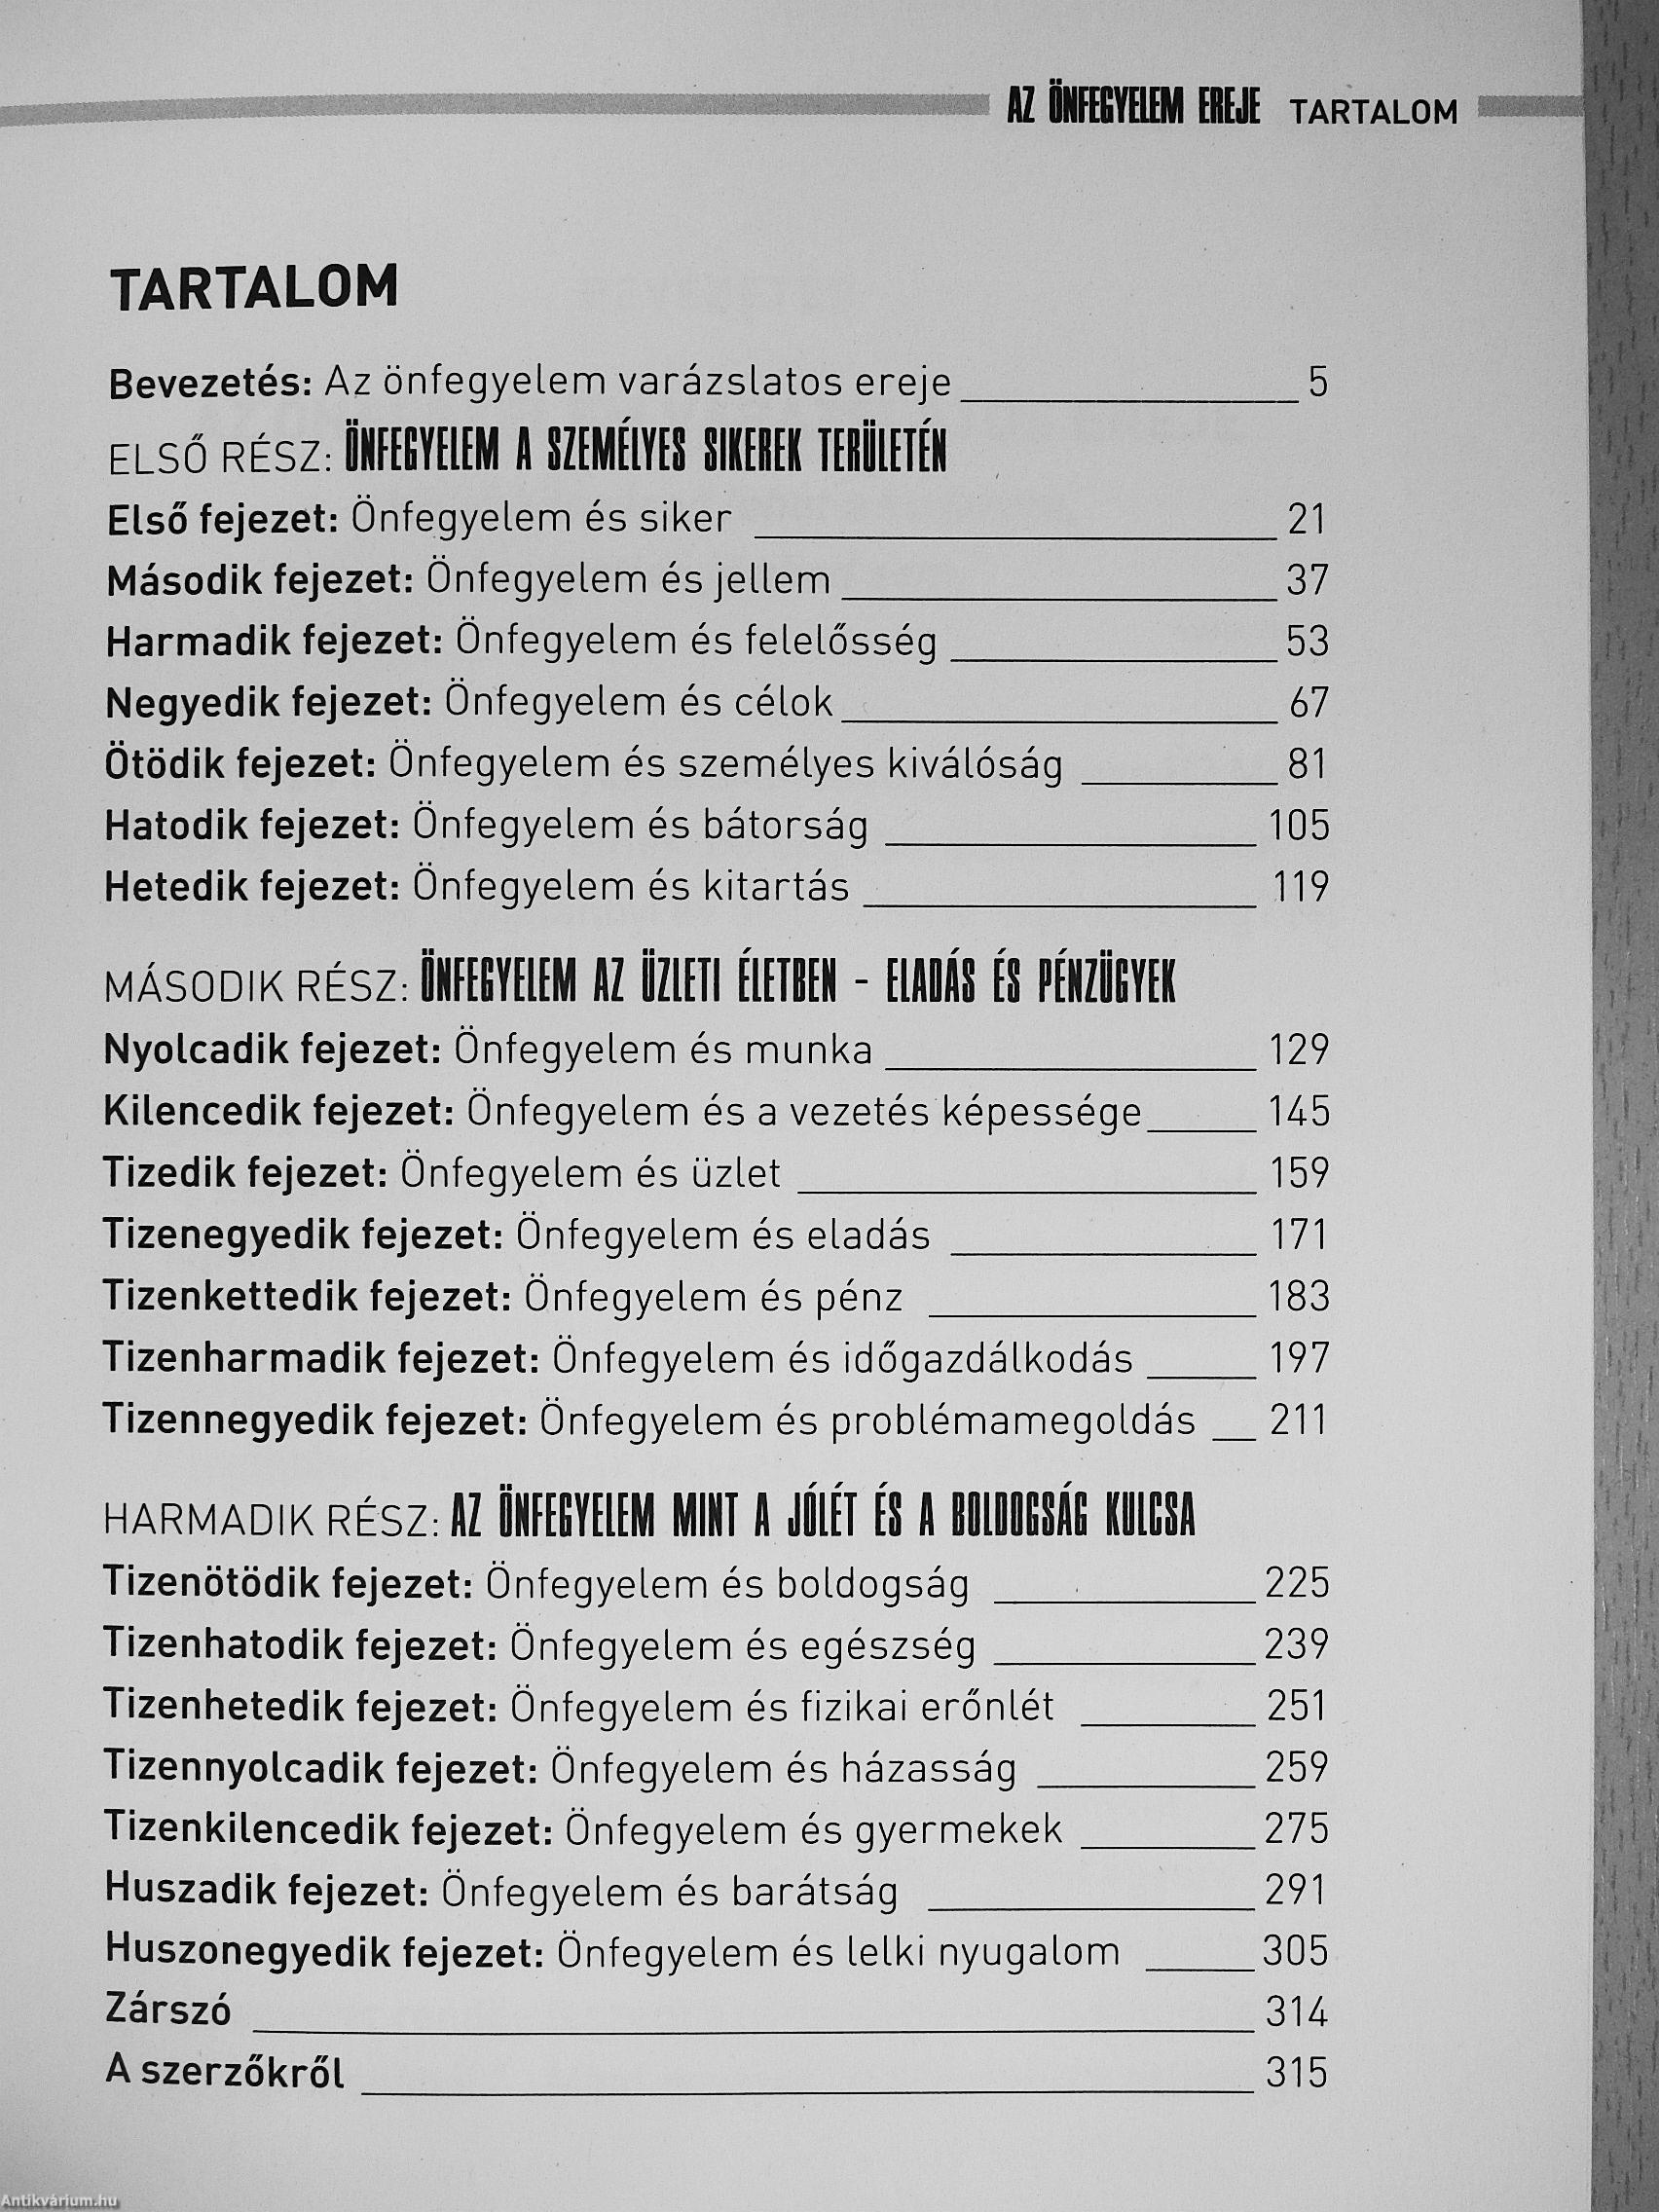 AZ ÖNFEGYELEM EREJE TARTALOM
TARTALOM
Bevezetés: Az önfegyelem varázslatos ereje 5
ELSŐ RÉSZ: ÖNFEGYELEM A SZEMÉLYES SIKEREK TERÜLETÉN
Első fejezet: Önfegyelem és siker 21
Második fejezet: Önfegyelem és jellem 37
Harmadik fejezet: Önfegyelem és felelősség 53
Negyedik fejezet: Önfegyelem és célok 67
Ötödik fejezet: Önfegyelem és személyes kiválóság 81
Hatodik fejezet: Önfegyelem és bátorság 105
Hetedik fejezet: Önfegyelem és kitartás 119
MÁSODIK RÉSZ: ÖNFEGYELEM AZ ÜZLETI ÉLETBEN - ELADÁS ÉS PÉNZÜGYEK
Nyolcadik fejezet: Önfegyelem és munka 129
Kilencedik fejezet: Önfegyelem és a vezetés képessége 145
Tizedik fejezet: Önfegyelem és üzlet 159
Tizenegyedik fejezet: Önfegyelem és eladás 171
Tizenkettedik fejezet: Önfegyelem és pénz 183
Tizenharmadik fejezet: Önfegyelem és időgazdálkodás 197
Tizennegyedik fejezet: Önfegyelem és problémamegoldás 211
HARMADIK RÉSZ: AZ ÖNFEGYELEM MINT A JÓLÉT ÉS A BOLDOGSÁG KULCSA
Tizenötödik fejezet: Önfegyelem és boldogság 225
Tizenhatodik fejezet: Önfegyelem és egészség 239
Tizenhetedik fejezet: Önfegyelem és fizikai erőnlét 251
Tizennyolcadik fejezet: Önfegyelem és házasság 259
Tizenkilencedik fejezet: Önfegyelem és gyermekek 275
Huszadik fejezet: Önfegyelem és barátság 291
Huszonegyedik fejezet: Önfegyelem és lelki nyugalom 305
Zárszó 314
A szerzőkről 315
Antikvárium.hu